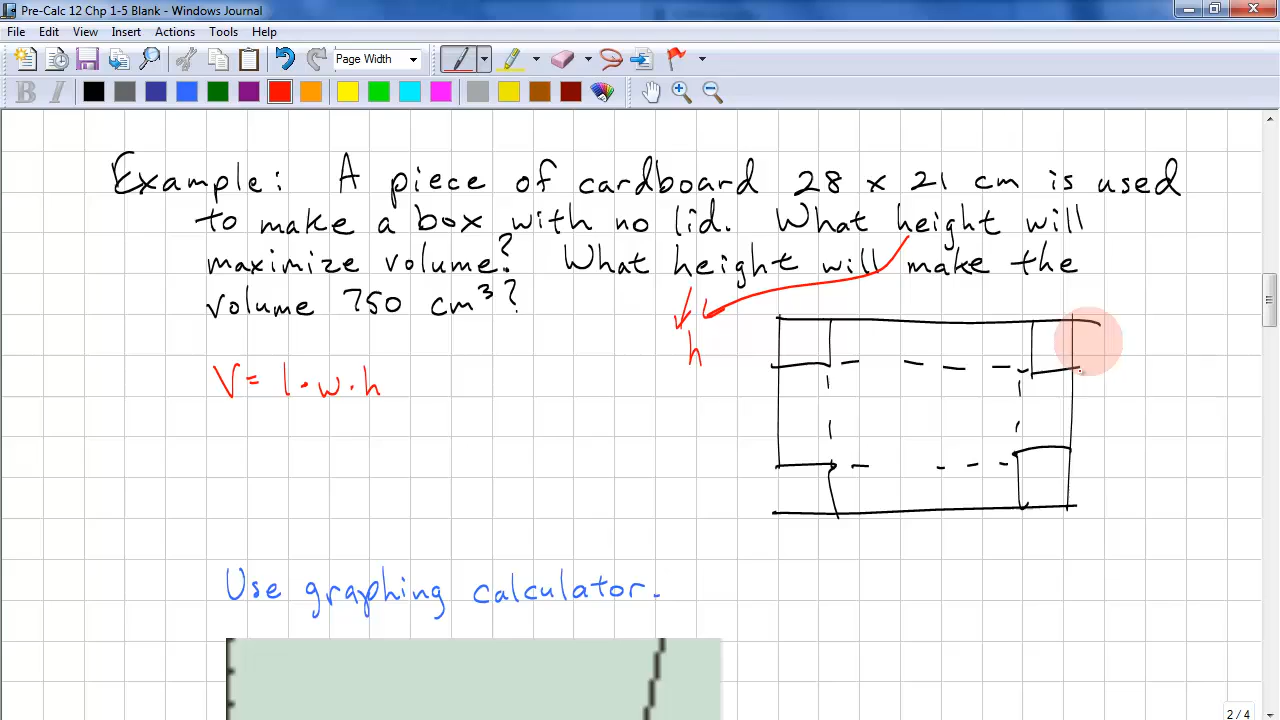 Pre-Calc 12 Chp 1-5 Blank - Windows Journal
File Edit View Insert Actions Tools Help
Page Width
B I
Example: A piece of cardboard 28 x 21 cm is used
to make a box with no lid. What height will
maximize volume? What height will make the
volume 750 cm³?
h
V = l · w · h
Use graphing calculator.
2 / 4